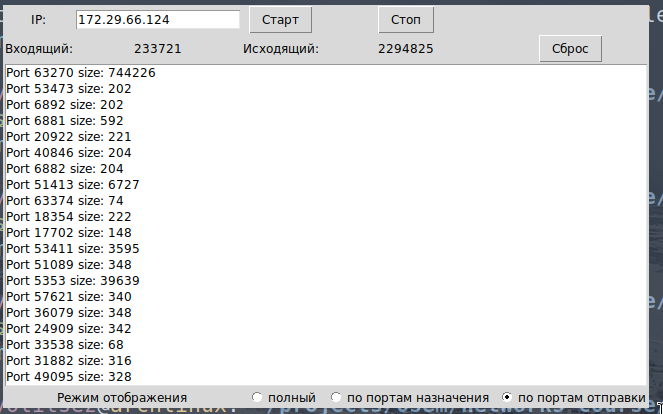 IP: 172.29.66.124 Старт Стоп
Входящий: 233721 Исходящий: 2294825 Сброс
Port 63270 size: 744226
Port 53473 size: 202
Port 6892 size: 202
Port 6881 size: 592
Port 20922 size: 221
Port 40846 size: 204
Port 6882 size: 204
Port 51413 size: 6727
Port 63374 size: 74
Port 18354 size: 222
Port 17702 size: 148
Port 53411 size: 3595
Port 51089 size: 348
Port 5353 size: 39639
Port 57621 size: 340
Port 36079 size: 348
Port 24909 size: 342
Port 33538 size: 68
Port 31882 size: 316
Port 49095 size: 328
Режим отображения полный по портам назначения по портам отправки